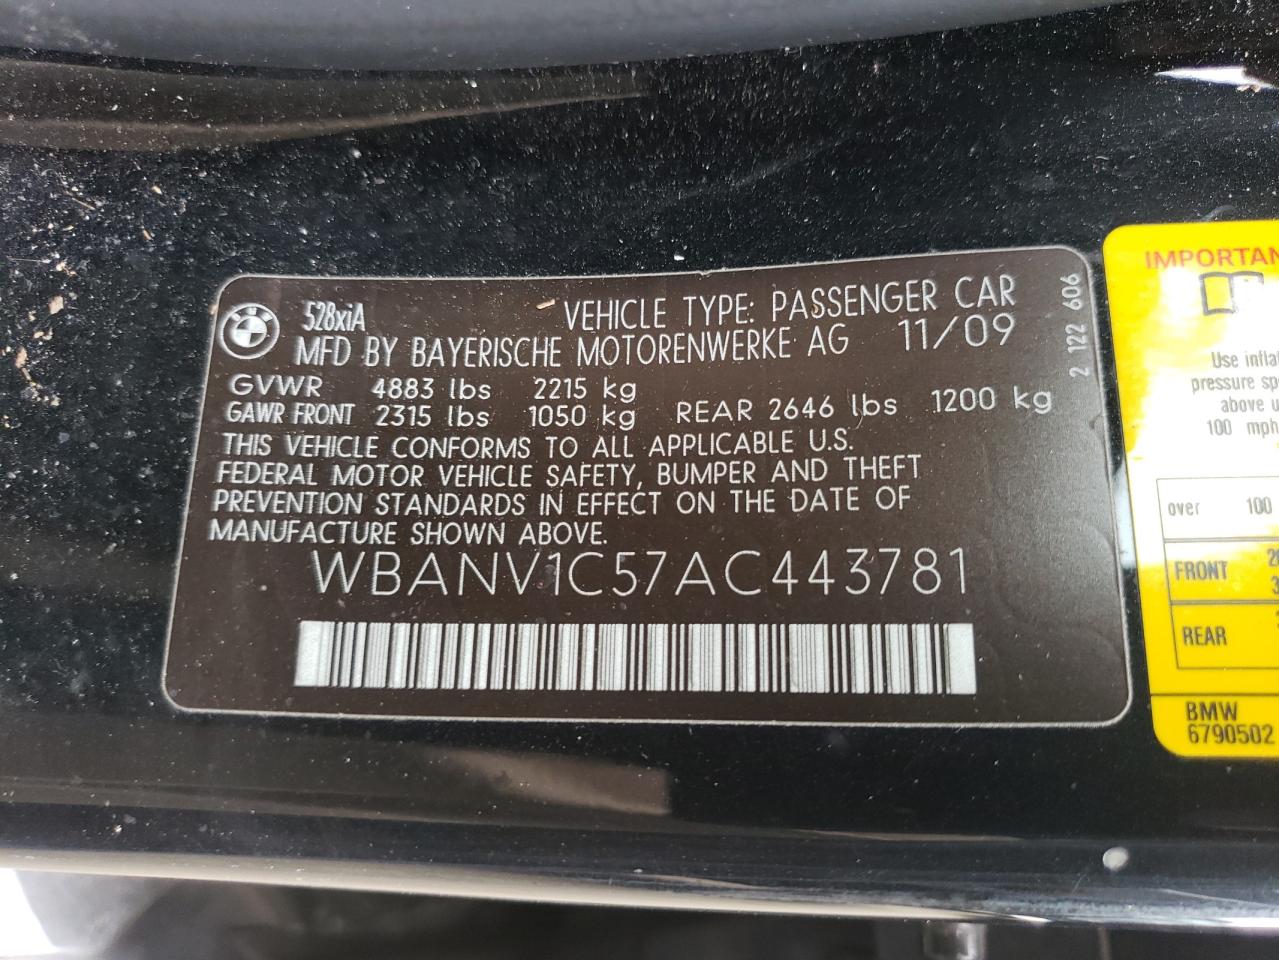 528xiA
VEHICLE TYPE: PASSENGER CAR
MFD BY BAYERISCHE MOTORENWERKE AG 11/09
GVWR 4883 lbs 2215 kg
GAWR FRONT 2315 lbs 1050 kg REAR 2646 lbs 1200 kg
THIS VEHICLE CONFORMS TO ALL APPLICABLE U.S.
FEDERAL MOTOR VEHICLE SAFETY, BUMPER AND THEFT
PREVENTION STANDARDS IN EFFECT ON THE DATE OF
MANUFACTURE SHOWN ABOVE.
WBANV1C57AC443781
2 122 606
IMPORTAN
Use inflat
pressure sp
above u
100 mph
over 100
FRONT
REAR
BMW
6790502